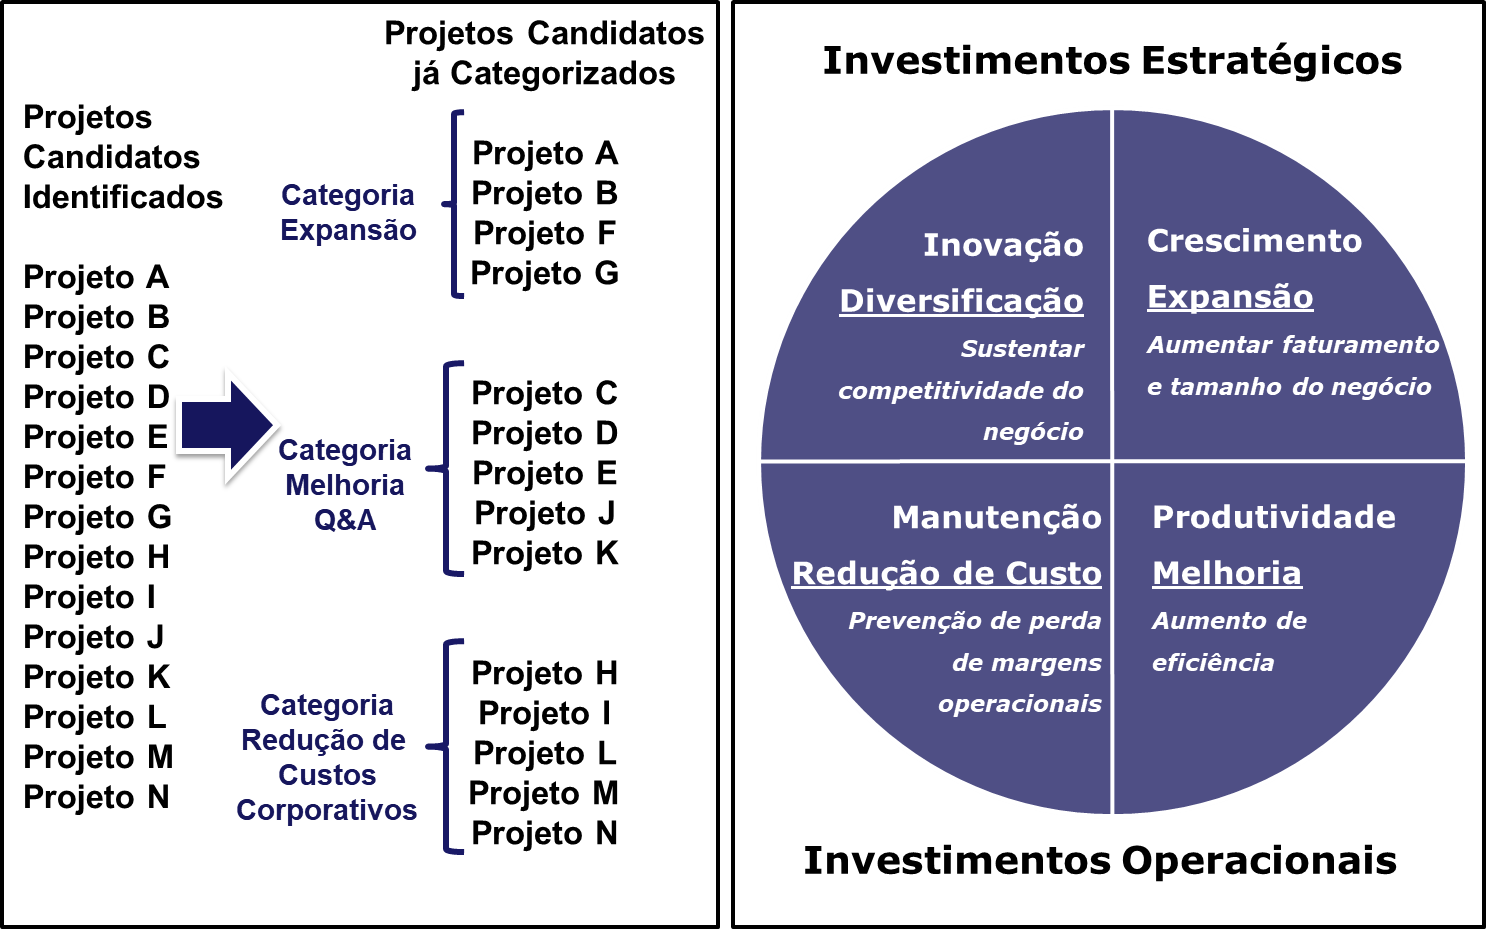 Projetos Candidatos
já Categorizados
Projetos
Candidatos
Identificados
Projeto A
Projeto B
Projeto C
Projeto D
Projeto E
Projeto F
Projeto G
Projeto H
Projeto I
Projeto J
Projeto K
Projeto L
Projeto M
Projeto N
Categoria
Expansão
Projeto A
Projeto B
Projeto F
Projeto G
Categoria
Melhoria
Q&A
Projeto C
Projeto D
Projeto E
Projeto J
Projeto K
Categoria
Redução de
Custos
Corporativos
Projeto H
Projeto I
Projeto L
Projeto M
Projeto N
Investimentos Estratégicos
Inovação
Diversificação
Sustentar
competitividade do
negócio
Crescimento
Expansão
Aumentar faturamento
e tamanho do negócio
Manutenção
Redução de Custo
Prevenção de perda
de margens
operacionais
Produtividade
Melhoria
Aumento de
eficiência
Investimentos Operacionais